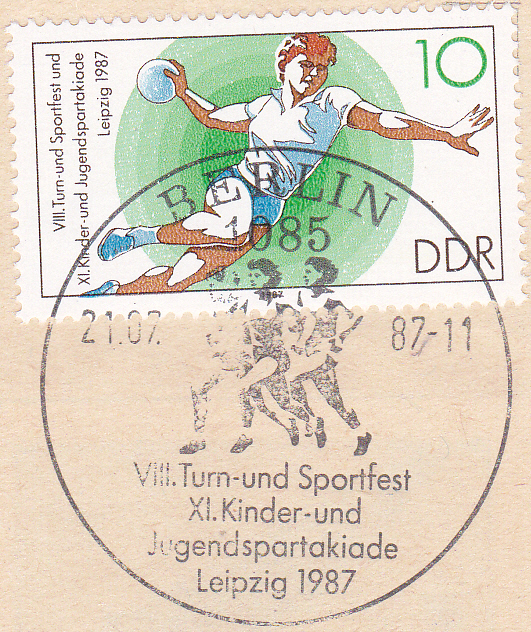 VIII.Turn-und Sportfest und
XI.Kinder-und Jugendspartakiade
Leipzig 1987
10
DDR
1987
BERLIN
1085
21.07.
87-11
VIII.Turn-und Sportfest
XI.Kinder-und
Jugendspartakiade
Leipzig 1987